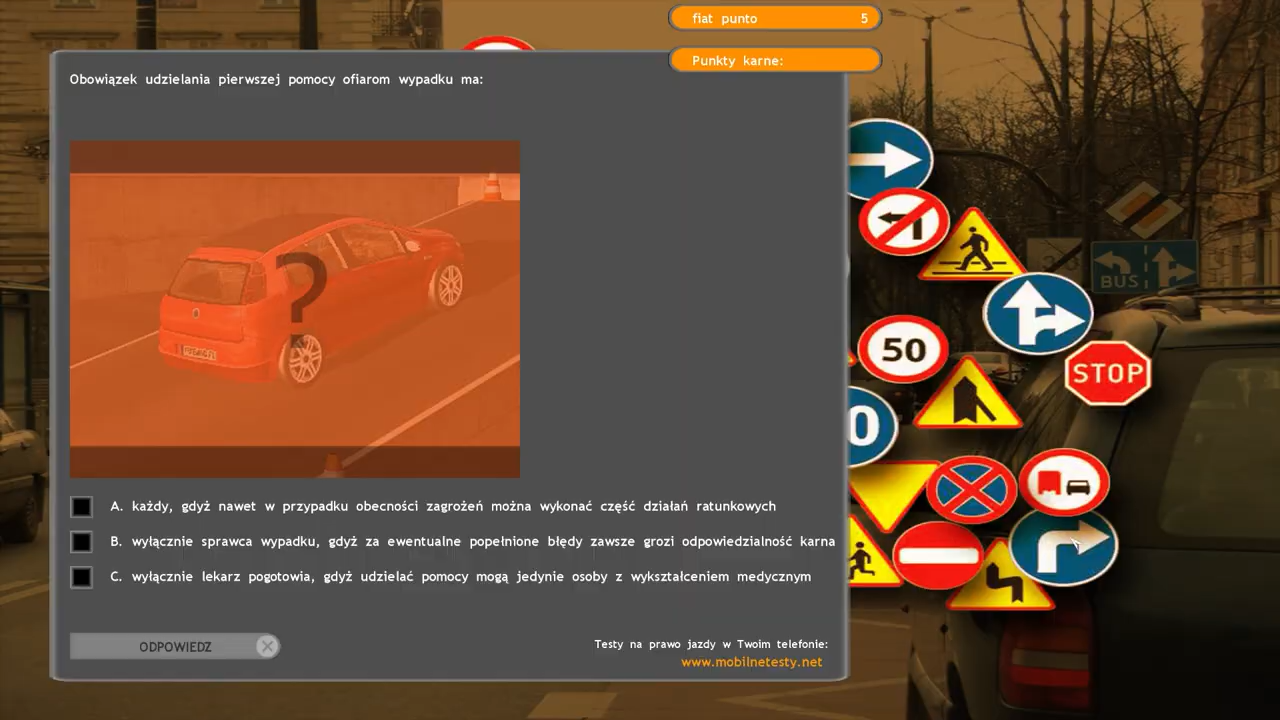 fiat punto 5
Punkty karne:
Obowiązek udzielania pierwszej pomocy ofiarom wypadku ma:
?
BUS
50
STOP
0
A. każdy, gdyż nawet w przypadku obecności zagrożeń można wykonać część działań ratunkowych
B. wyłącznie sprawca wypadku, gdyż za ewentualne popełnione błędy zawsze grozi odpowiedzialność karna
C. wyłącznie lekarz pogotowia, gdyż udzielać pomocy mogą jedynie osoby z wykształceniem medycznym
ODPOWIEDZ
Testy na prawo jazdy w Twoim telefonie:
www.mobilnetesty.net